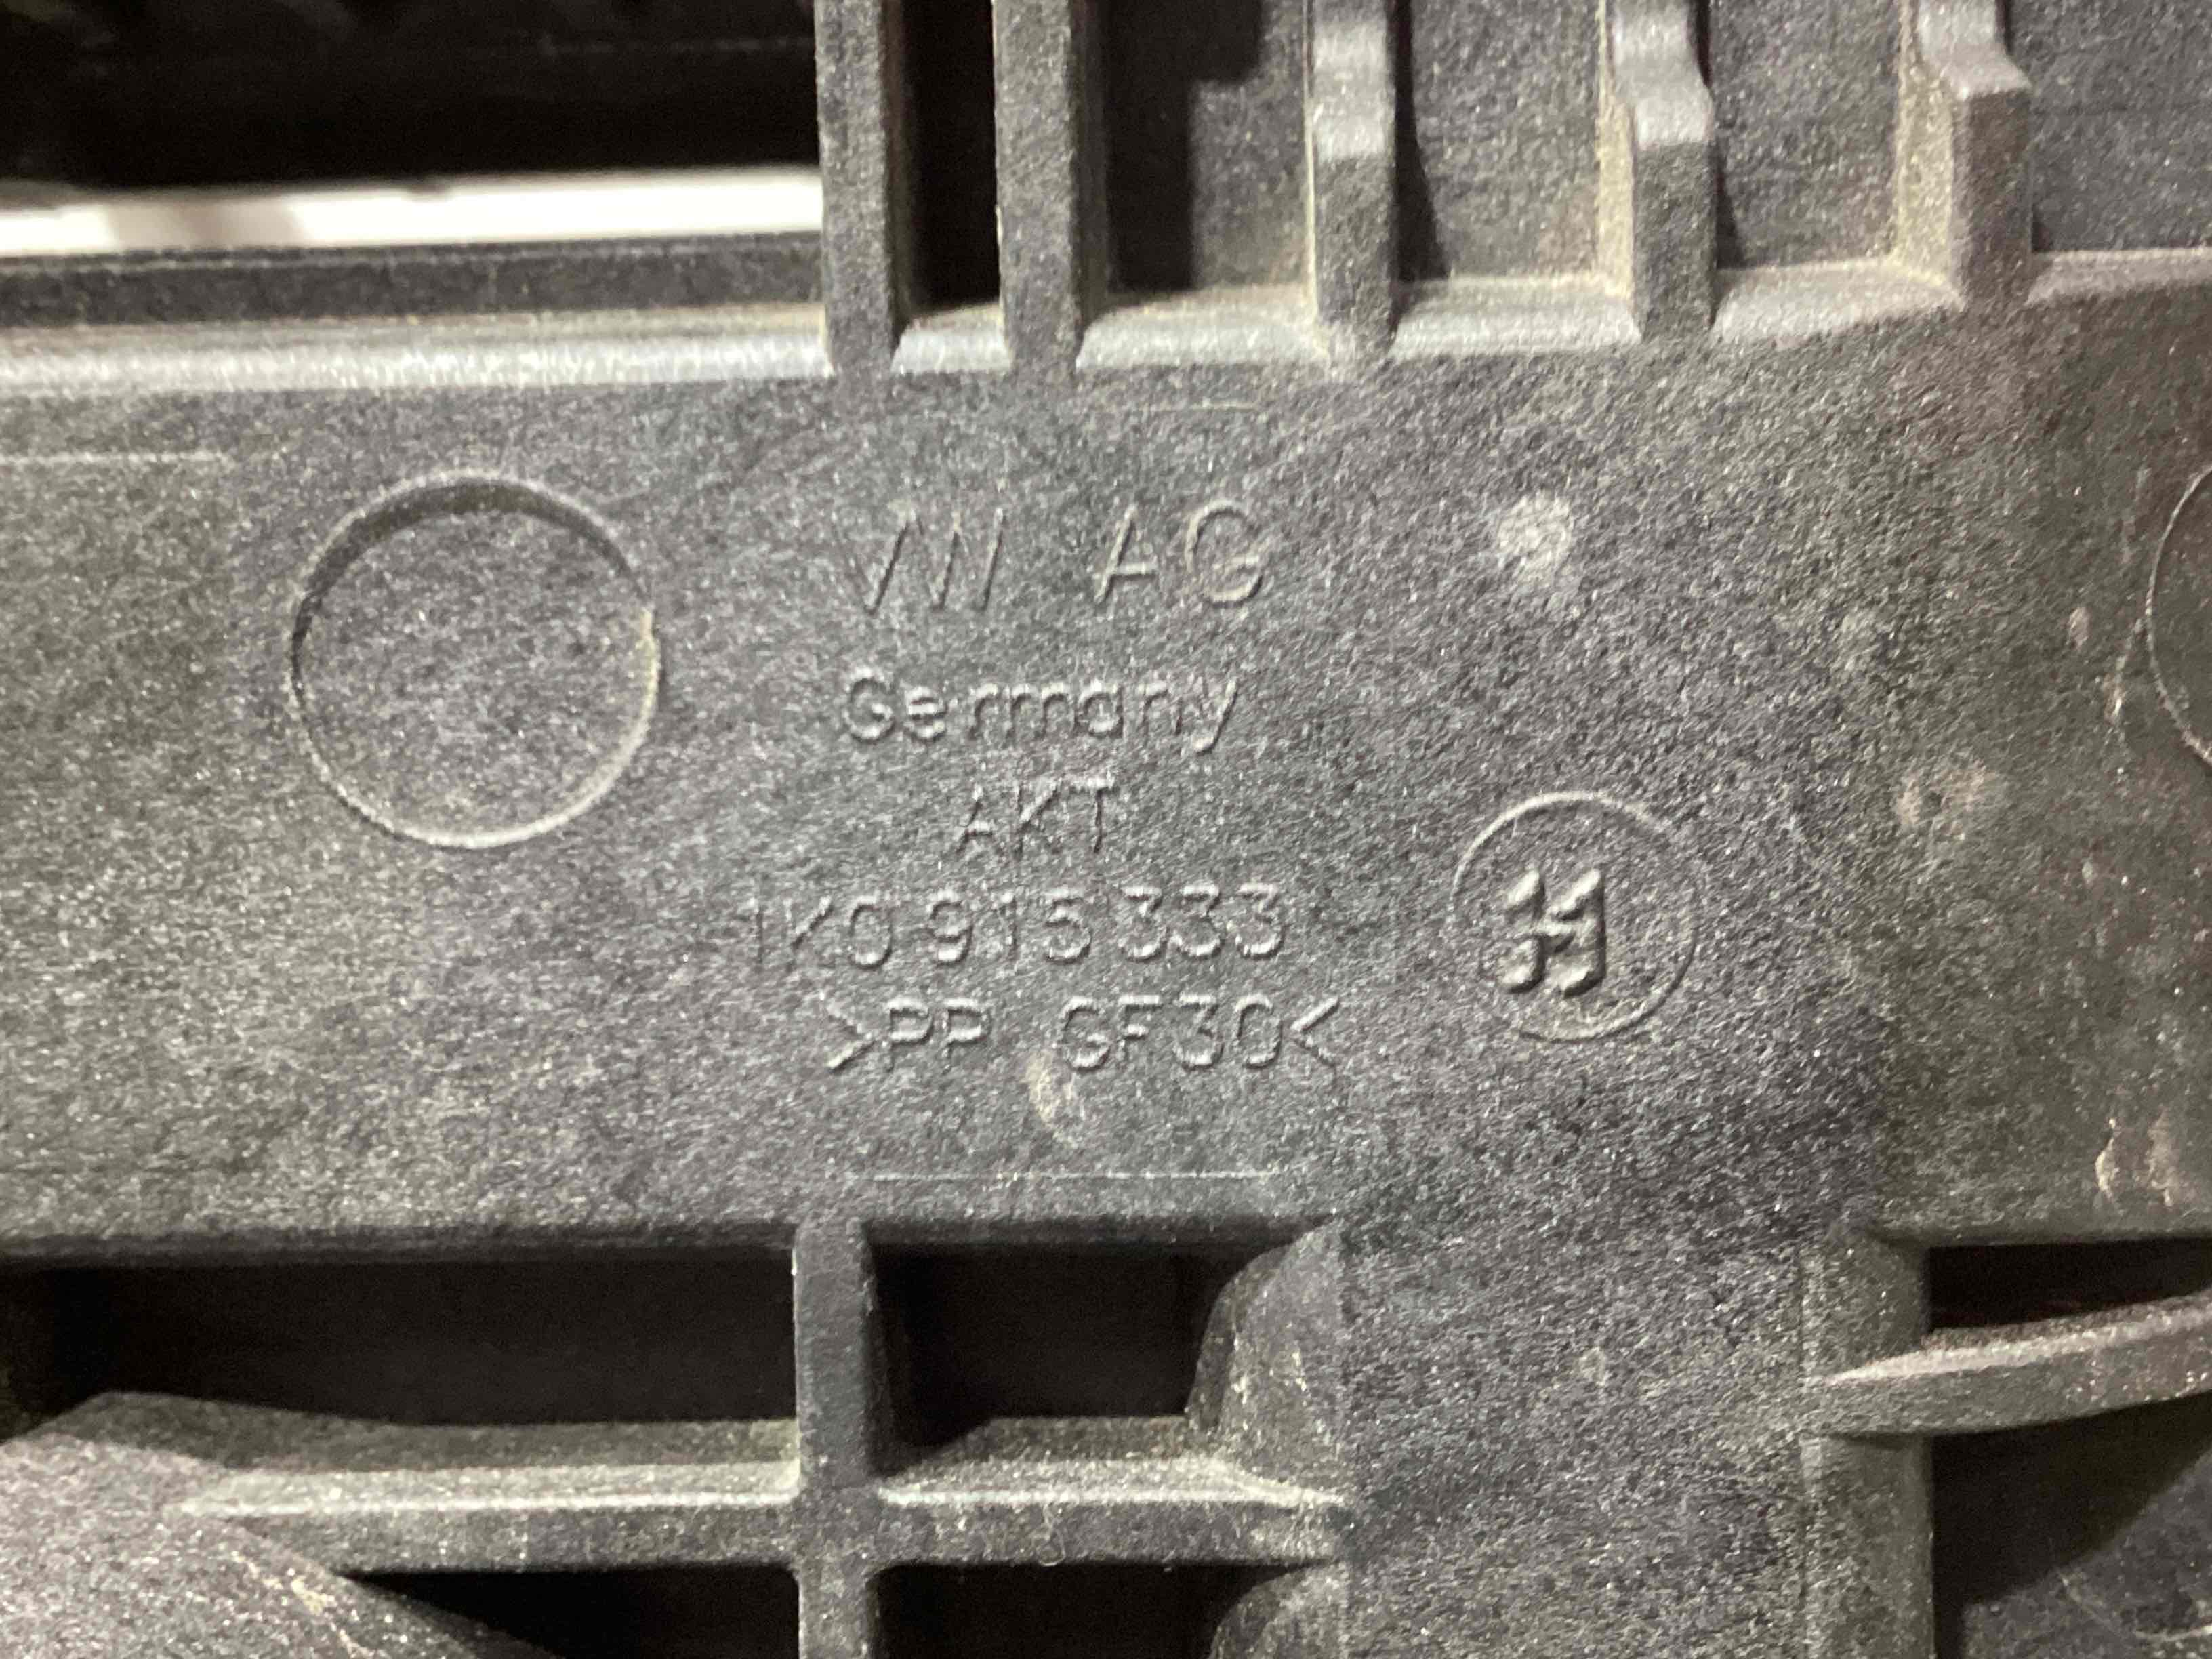 VW AG
Germany
AKT
1K0 915 333
>PP GF30<